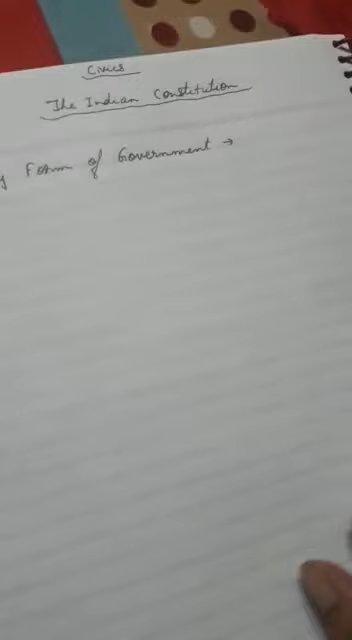 Civics
The Indian Constitution
Form of Government →